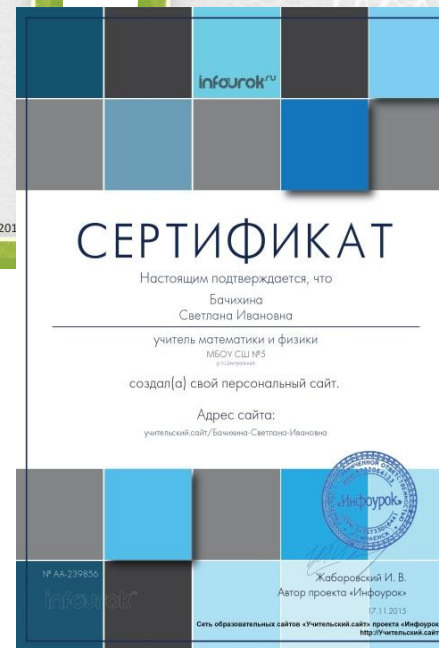 201
infourok.ru
СЕРТИФИКАТ
Настоящим подтверждается, что
Бачихина
Светлана Ивановна
учитель математики и физики
МБОУ СШ №5
создал(а) свой персональный сайт.
Адрес сайта:
учительский.сайт/Бачихина-Светлана-Ивановна
«Инфоурок»
№ АА-239856
infourok
Жаборовский И. В.
Автор проекта «Инфоурок»
17.11.2015
Сеть образовательных сайтов «Учительский.сайт» проекта «Инфоурок
http://Учительский.сайт